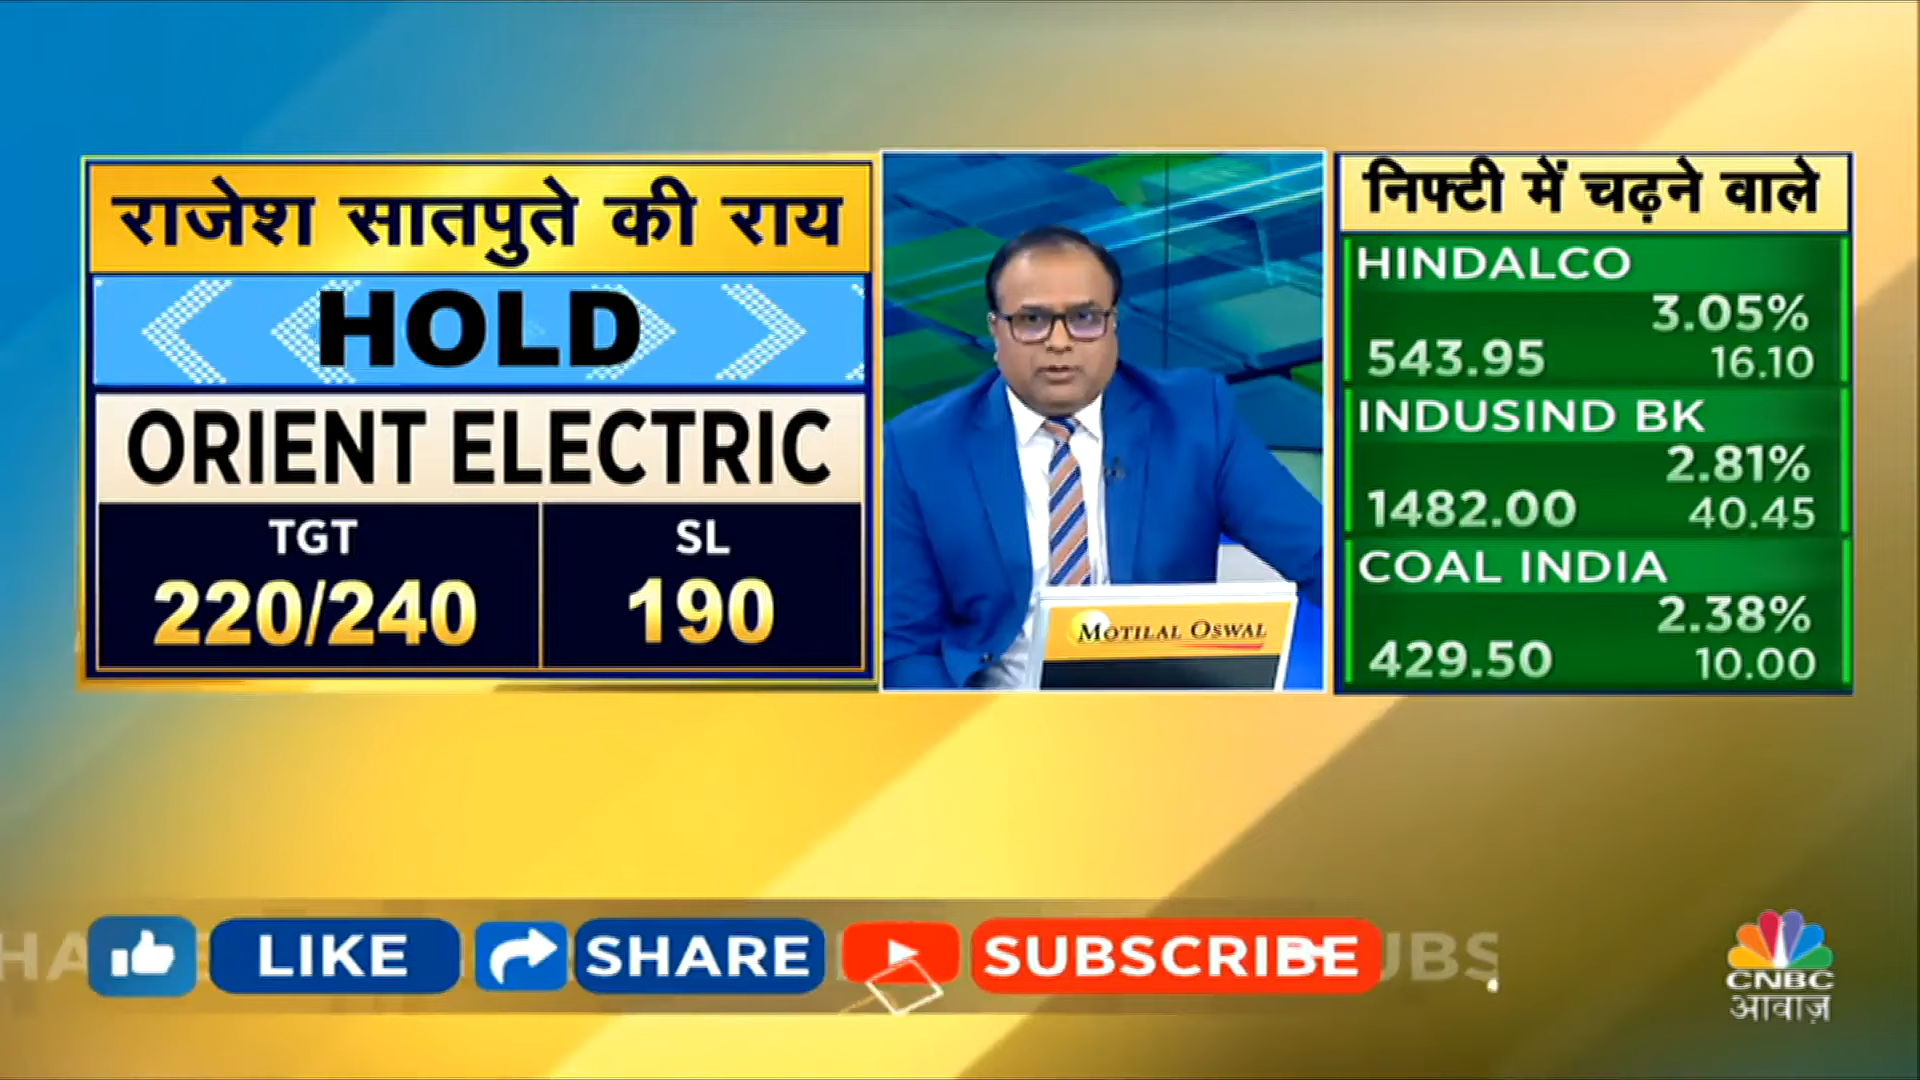 राजेश सातपुते की राय
HOLD
ORIENT ELECTRIC
TGT
220/240
SL
190
MOTILAL OSWAL
निफ्टी में चढ़ने वाले
HINDALCO
3.05%
543.95
16.10
INDUSIND BK
2.81%
1482.00
40.45
COAL INDIA
2.38%
429.50
10.00
LIKE
SHARE
SUBSCRIBE
CNBC
आवाज़